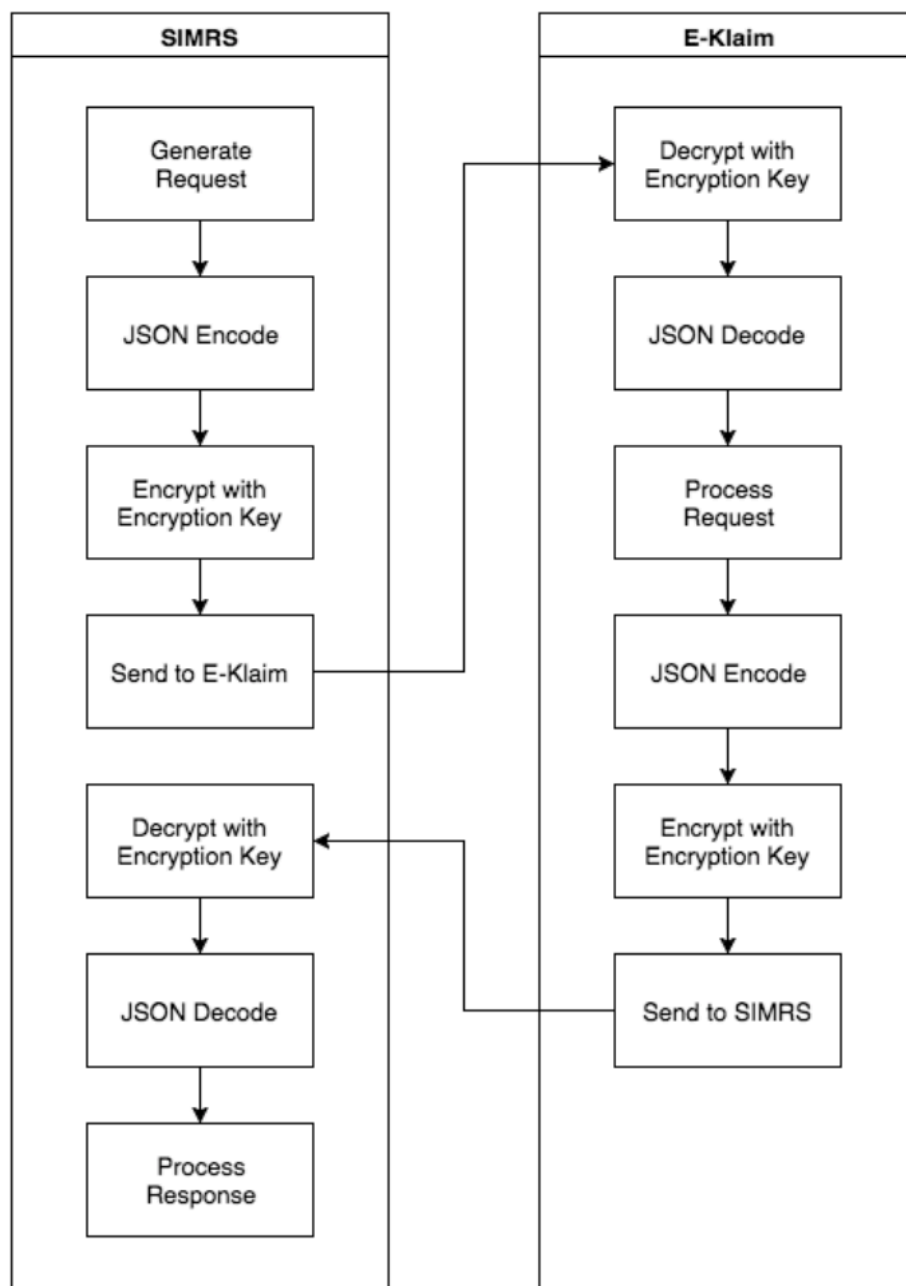 SIMRS
Generate
Request
JSON Encode
Encrypt with
Encryption Key
Send to E-Klaim
Decrypt with
Encryption Key
JSON Decode
Process
Response
E-Klaim
Decrypt with
Encryption Key
JSON Decode
Process
Request
JSON Encode
Encrypt with
Encryption Key
Send to SIMRS